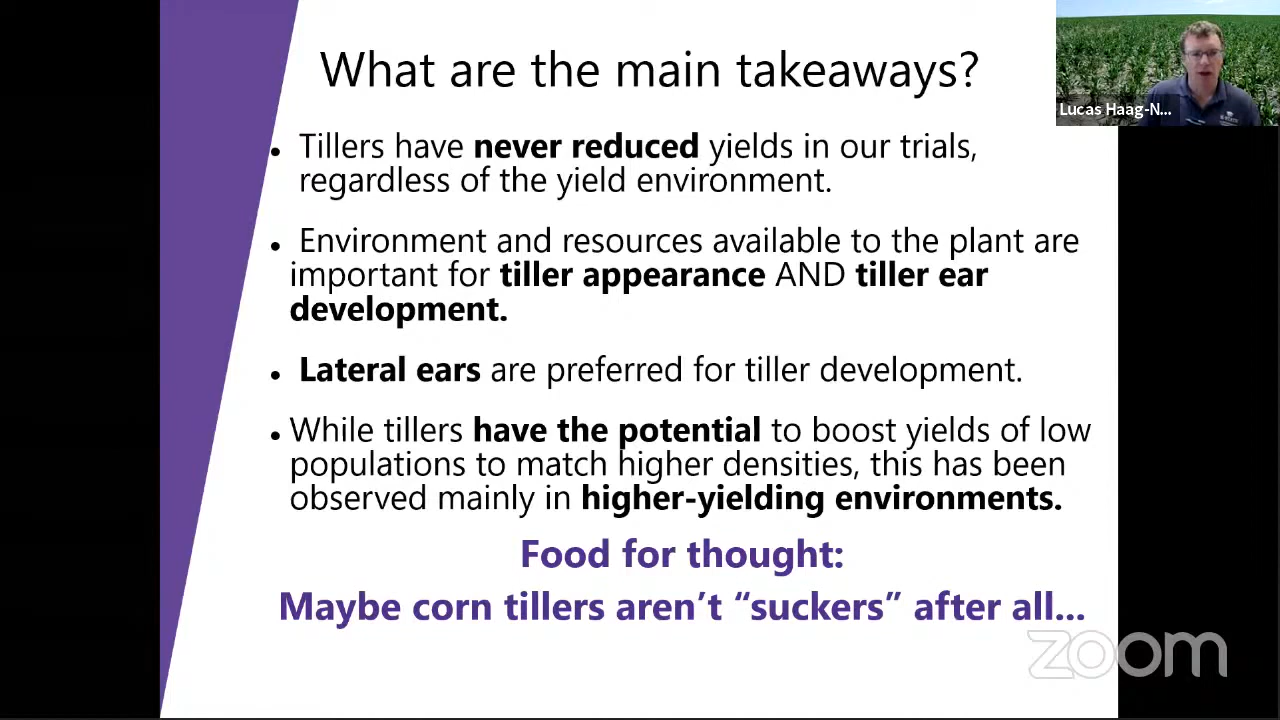 What are the main takeaways?
Lucas Haag-N...
• Tillers have never reduced yields in our trials,
regardless of the yield environment.
• Environment and resources available to the plant are
important for tiller appearance AND tiller ear
development.
• Lateral ears are preferred for tiller development.
• While tillers have the potential to boost yields of low
populations to match higher densities, this has been
observed mainly in higher-yielding environments.
Food for thought:
Maybe corn tillers aren’t “suckers” after all...
zoom